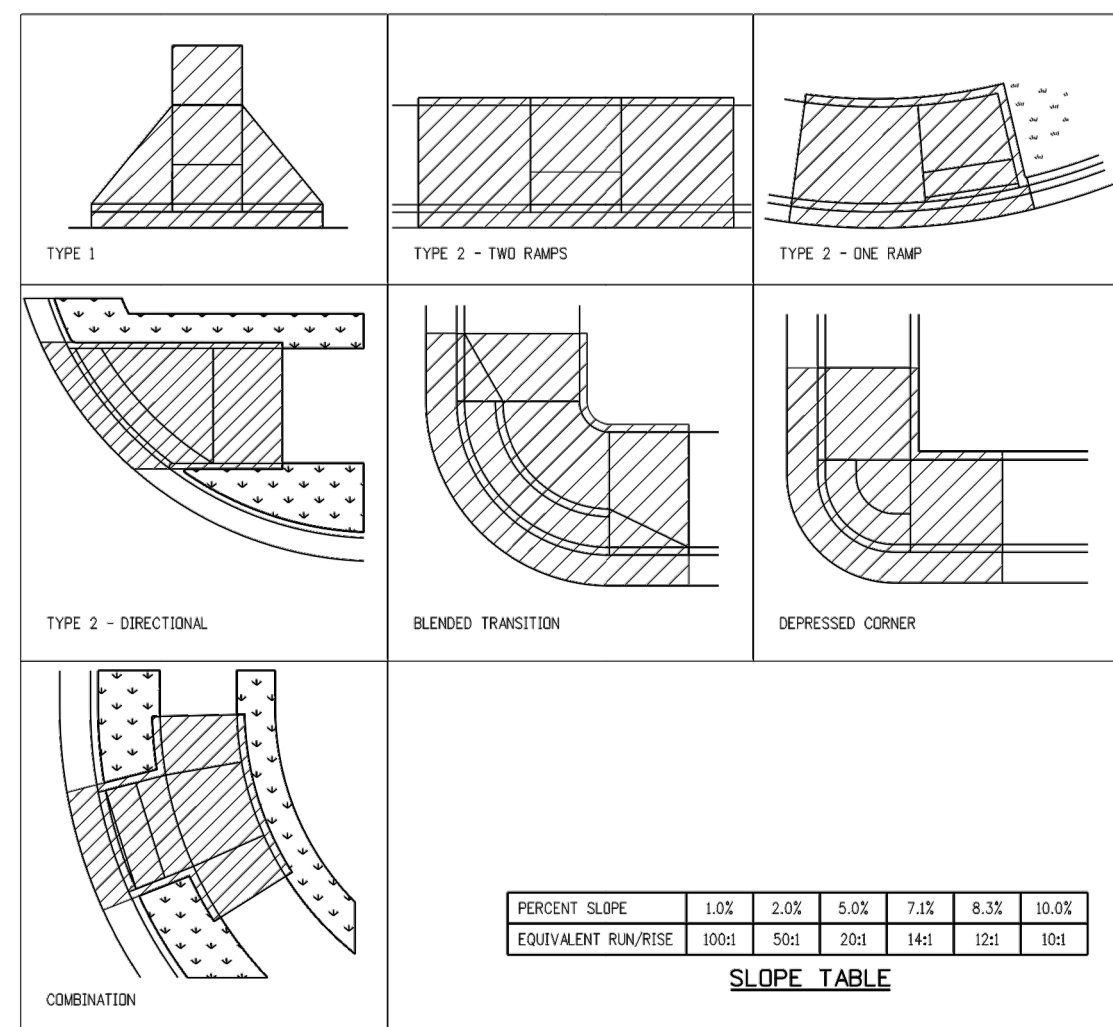 TYPE 1
TYPE 2 - TWO RAMPS
TYPE 2 - ONE RAMP
TYPE 2 - DIRECTIONAL
BLENDED TRANSITION
DEPRESSED CORNER
COMBINATION
PERCENT SLOPE 1.0% 2.0% 5.0% 7.1% 8.3% 10.0%
EQUIVALENT RUN/RISE 100:1 50:1 20:1 14:1 12:1 10:1
SLOPE TABLE